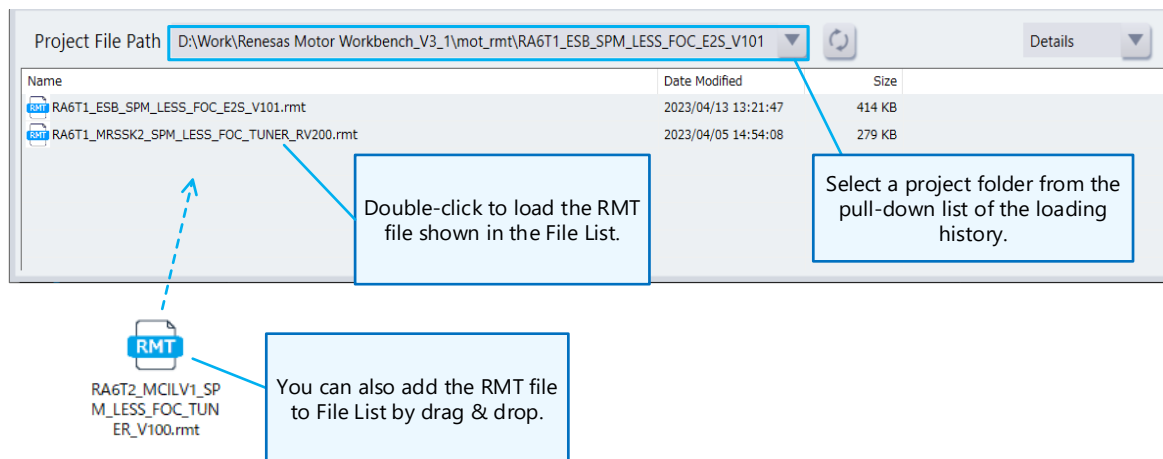 Project File Path D:\Work\Renesas Motor Workbench_V3_1\mot_rmt\RA6T1_ESB_SPM_LESS_FOC_E2S_V101 Details
Name Date Modified Size
RMT RA6T1_ESB_SPM_LESS_FOC_E2S_V101.rmt 2023/04/13 13:21:47 414 KB
RMT RA6T1_MRSSK2_SPM_LESS_FOC_TUNER_RV200.rmt 2023/04/05 14:54:08 279 KB
Double-click to load the RMT
file shown in the File List.
Select a project folder from the
pull-down list of the loading
history.
RMT
RA6T2_MCILV1_SP
M_LESS_FOC_TUN
ER_V100.rmt
You can also add the RMT file
to File List by drag & drop.